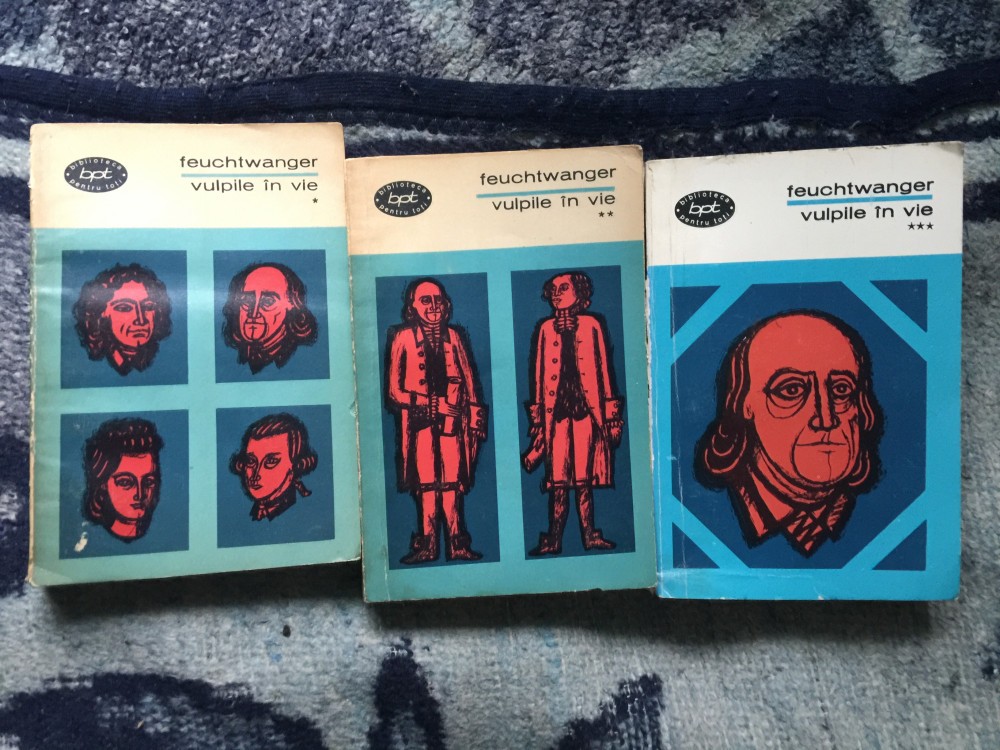 biblioteca
bpt
pentru toți
feuchtwanger
vulpile în vie
*
biblioteca
bpt
pentru toți
feuchtwanger
vulpile în vie
**
biblioteca
bpt
pentru toți
feuchtwanger
vulpile în vie
***